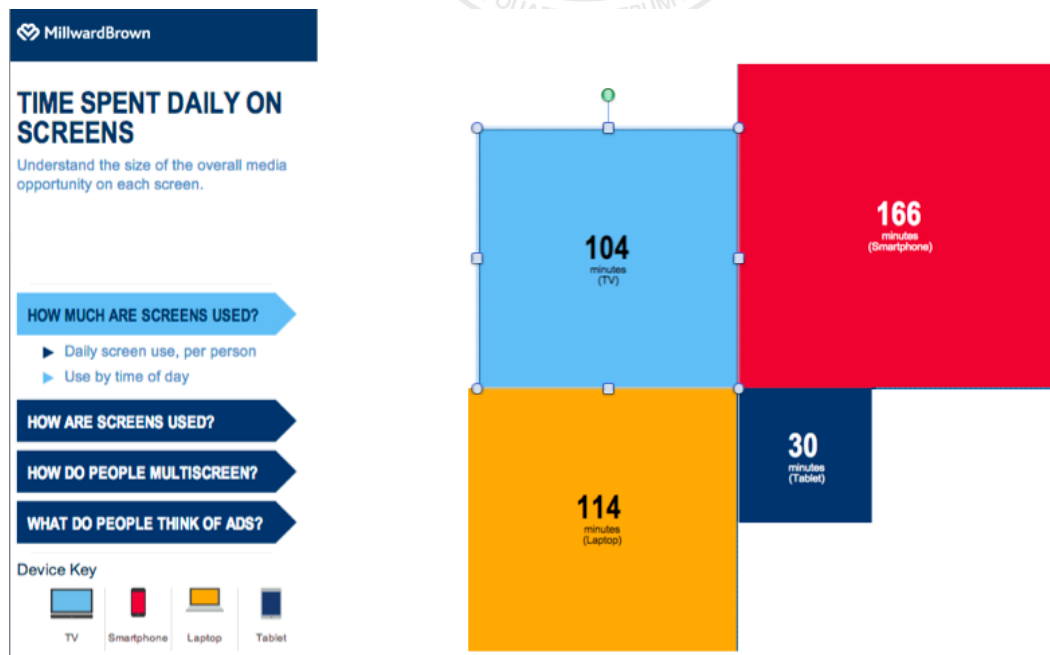 MillwardBrown
TIME SPENT DAILY ON
SCREENS
Understand the size of the overall media
opportunity on each screen.
HOW MUCH ARE SCREENS USED?
Daily screen use, per person
Use by time of day
HOW ARE SCREENS USED?
HOW DO PEOPLE MULTISCREEN?
WHAT DO PEOPLE THINK OF ADS?
Device Key
TV Smartphone Laptop Tablet
104
minutes
(TV)
166
minutes
(Smartphone)
114
minutes
(Laptop)
30
minutes
(Tablet)